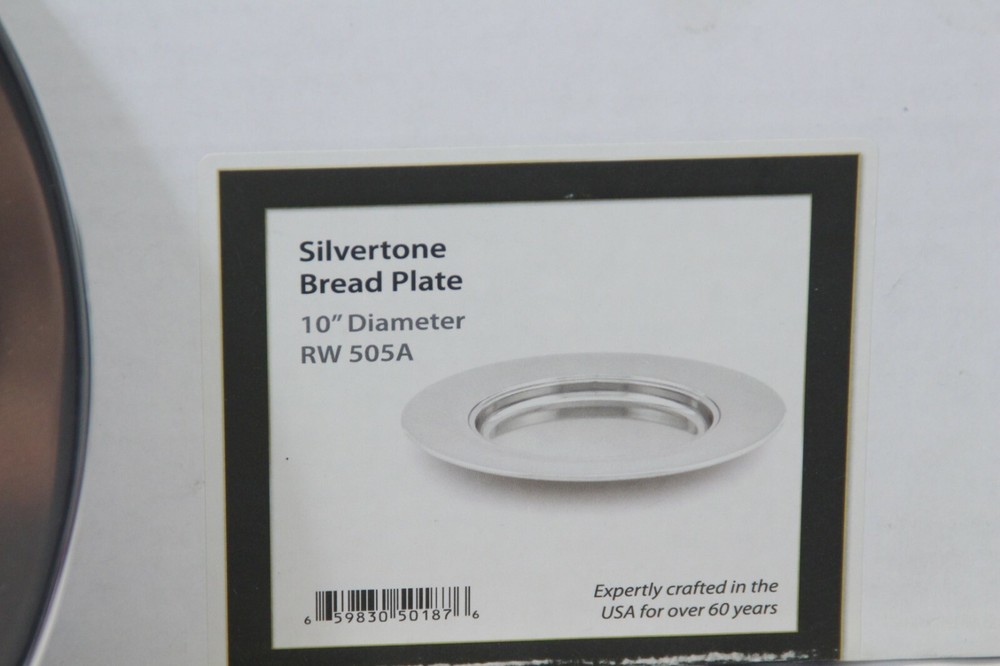 Silvertone
Bread Plate
10” Diameter
RW 505A
Expertly crafted in the
USA for over 60 years
6 59830 50187 6